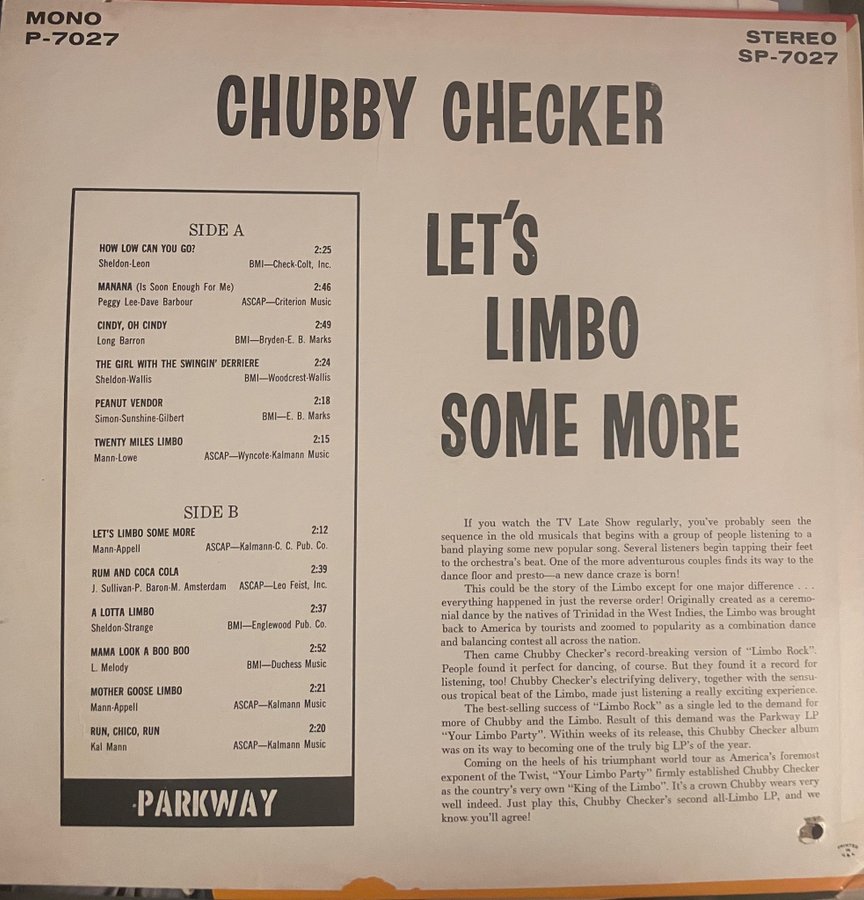 MONO
P-7027
STEREO
SP-7027
CHUBBY CHECKER
LET'S
LIMBO
SOME MORE
SIDE A
HOW LOW CAN YOU GO? 2:25
Sheldon-Leon BMI—Check-Colt, Inc.
MANANA (Is Soon Enough For Me) 2:46
Peggy Lee-Dave Barbour ASCAP—Criterion Music
CINDY, OH CINDY 2:49
Long Barron BMI—Bryden-E. B. Marks
THE GIRL WITH THE SWINGIN' DERRIERE 2:24
Sheldon-Wallis BMI—Woodcrest-Wallis
PEANUT VENDOR 2:18
Simon-Sunshine-Gilbert BMI—E. B. Marks
TWENTY MILES LIMBO 2:15
Mann-Lowe ASCAP—Wyncote-Kalmann Music
SIDE B
LET'S LIMBO SOME MORE 2:12
Mann-Appell ASCAP—Kalmann-C. C. Pub. Co.
RUM AND COCA COLA 2:39
J. Sullivan-P. Baron-M. Amsterdam ASCAP—Leo Feist, Inc.
A LOTTA LIMBO 2:37
Sheldon-Strange BMI—Englewood Pub. Co.
MAMA LOOK A BOO BOO 2:52
L. Melody BMI—Duchess Music
MOTHER GOOSE LIMBO 2:21
Mann-Appell ASCAP—Kalmann Music
RUN, CHICO, RUN 2:20
Kal Mann ASCAP—Kalmann Music
PARKWAY
If you watch the TV Late Show regularly, you've probably seen the
sequence in the old musicals that begins with a group of people listening to a
band playing some new popular song. Several listeners begin tapping their feet
to the orchestra's beat. One of the more adventurous couples finds its way to the
dance floor and presto—a new dance craze is born!
This could be the story of the Limbo except for one major difference . . .
everything happened in just the reverse order! Originally created as a ceremo-
nial dance by the natives of Trinidad in the West Indies, the Limbo was brought
back to America by tourists and zoomed to popularity as a combination dance
and balancing contest all across the nation.
Then came Chubby Checker's record-breaking version of "Limbo Rock".
People found it perfect for dancing, of course. But they found it a record for
listening, too! Chubby Checker's electrifying delivery, together with the sensu-
ous tropical beat of the Limbo, made just listening a really exciting experience.
The best-selling success of "Limbo Rock" as a single led to the demand for
more of Chubby and the Limbo. Result of this demand was the Parkway LP
"Your Limbo Party". Within weeks of its release, this Chubby Checker album
was on its way to becoming one of the truly big LP's of the year.
Coming on the heels of his triumphant world tour as America's foremost
exponent of the Twist, "Your Limbo Party" firmly established Chubby Checker
as the country's very own "King of the Limbo". It's a crown Chubby wears very
well indeed. Just play this, Chubby Checker's second all-Limbo LP, and we
know you'll agree!
PRINTED
IN
U.S.A.